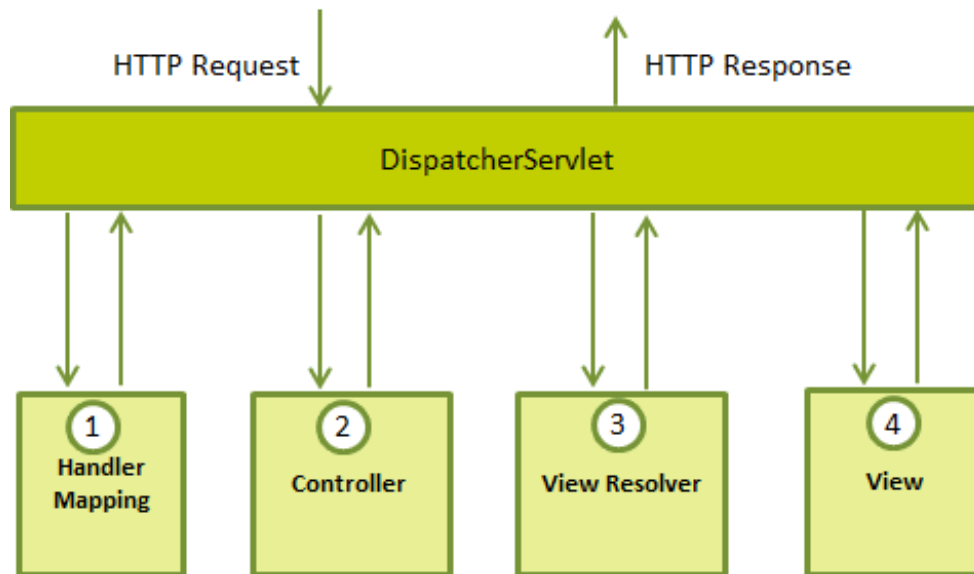 HTTP Request
HTTP Response
DispatcherServlet
1
Handler
Mapping
2
Controller
3
View Resolver
4
View